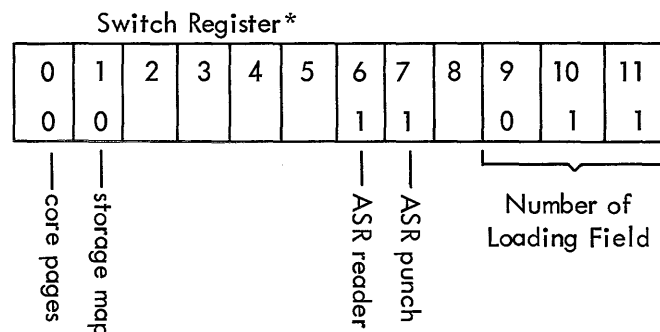 Switch Register*
0 1 2 3 4 5 6 7 8 9 10 11
0 0 1 1 0 1 1
core pages
storage map
ASR reader
ASR punch
Number of
Loading Field